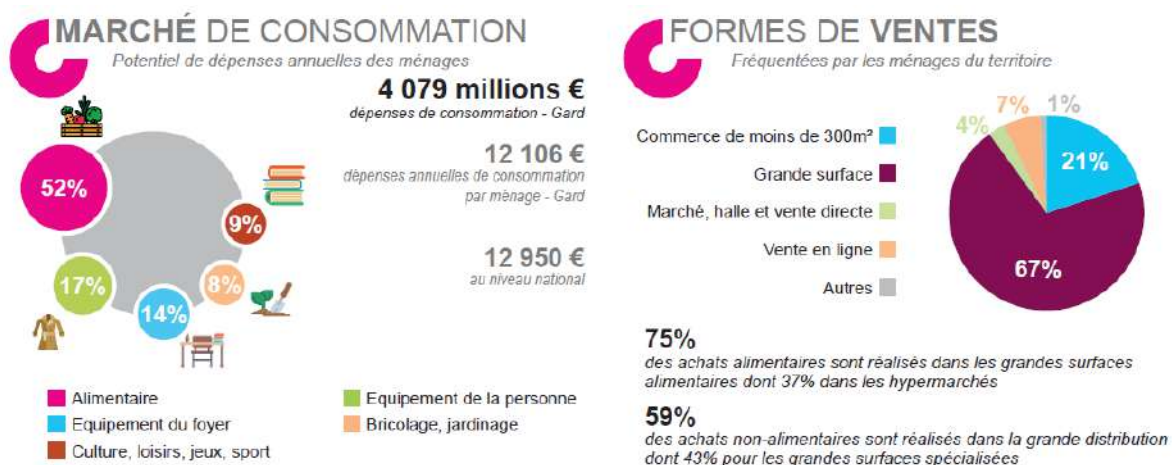 MARCHÉ DE CONSOMMATION
Potentiel de dépenses annuelles des ménages
4 079 millions €
dépenses de consommation - Gard
12 106 €
dépenses annuelles de consommation
par ménage - Gard
12 950 €
au niveau national
52%
9%
17%
8%
14%
Alimentaire
Equipement du foyer
Culture, loisirs, jeux, sport
Equipement de la personne
Bricolage, jardinage
FORMES DE VENTES
Fréquentées par les ménages du territoire
Commerce de moins de 300m²
Grande surface
Marché, halle et vente directe
Vente en ligne
Autres
4%
7%
1%
21%
67%
75%
des achats alimentaires sont réalisés dans les grandes surfaces
alimentaires dont 37% dans les hypermarchés
59%
des achats non-alimentaires sont réalisés dans la grande distribution
dont 43% pour les grandes surfaces spécialisées